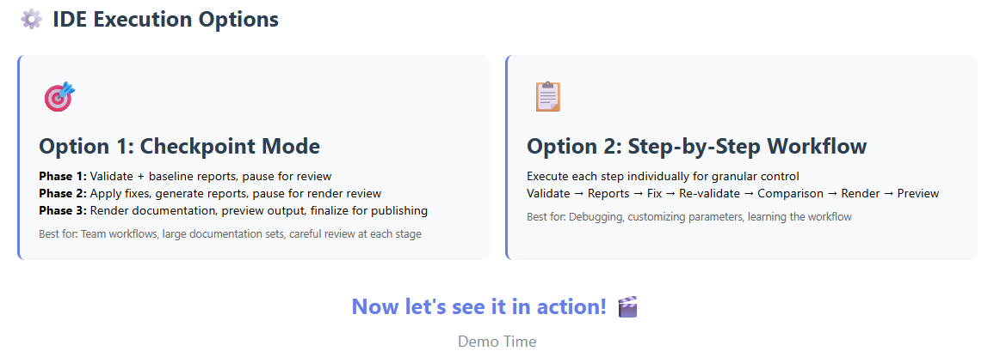 IDE Execution Options
Option 1: Checkpoint Mode
Phase 1: Validate + baseline reports, pause for review
Phase 2: Apply fixes, generate reports, pause for render review
Phase 3: Render documentation, preview output, finalize for publishing
Best for: Team workflows, large documentation sets, careful review at each stage
Option 2: Step-by-Step Workflow
Execute each step individually for granular control
Validate → Reports → Fix → Re-validate → Comparison → Render → Preview
Best for: Debugging, customizing parameters, learning the workflow
Now let's see it in action!
Demo Time